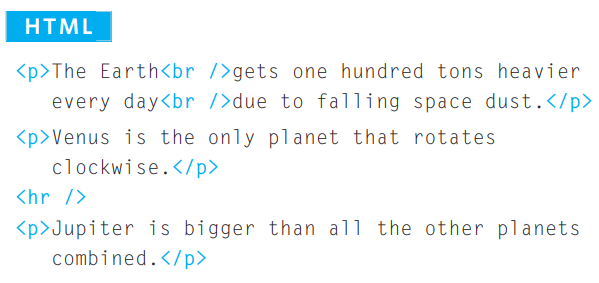 HTML
<p>The Earth<br />gets one hundred tons heavier
every day<br />due to falling space dust.</p>
<p>Venus is the only planet that rotates
clockwise.</p>
<hr />
<p>Jupiter is bigger than all the other planets
combined.</p>